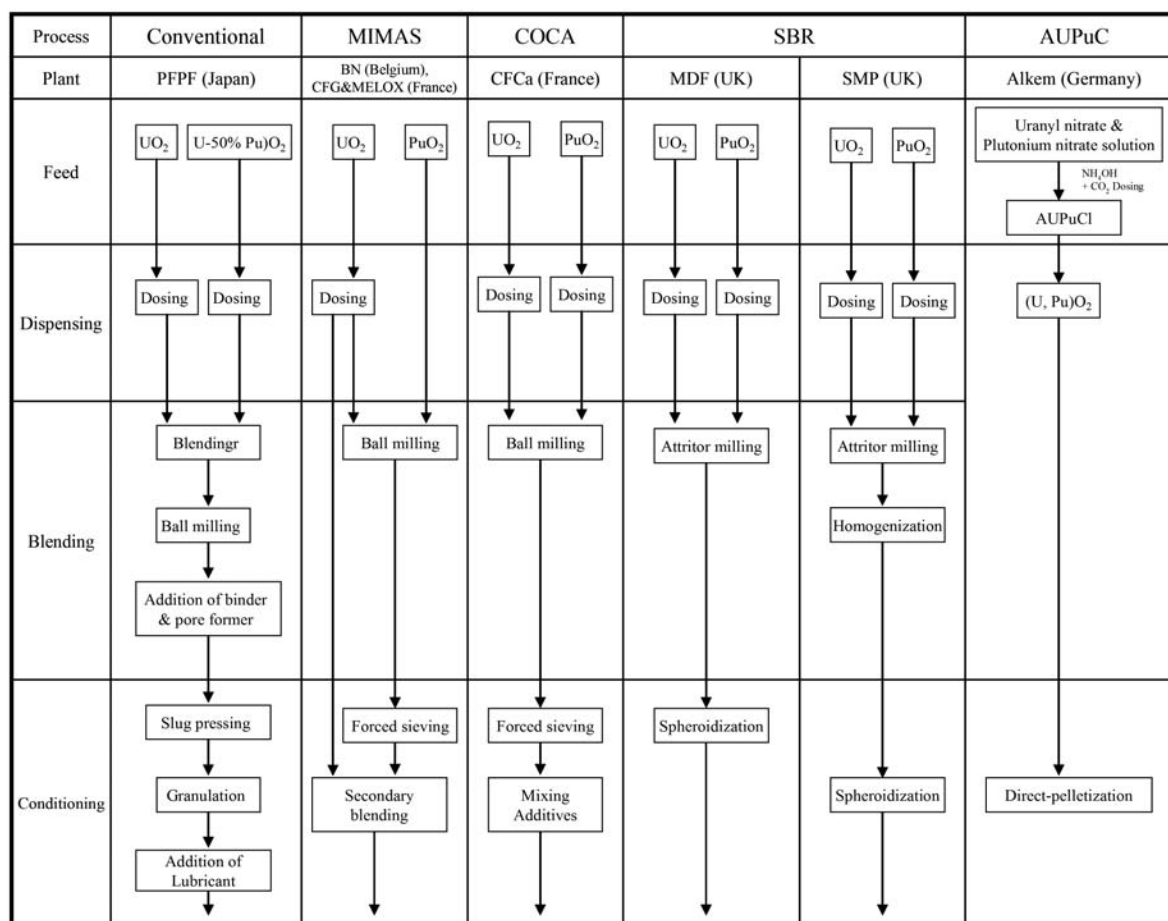 Process
Conventional
MIMAS
COCA
SBR
AUPuC
Plant
PFPF (Japan)
BN (Belgium),
CFG&MELOX (France)
CFCa (France)
MDF (UK)
SMP (UK)
Alkem (Germany)
Feed
UO₂
U-50% Pu)O₂
UO₂
PuO₂
UO₂
PuO₂
UO₂
PuO₂
UO₂
PuO₂
Uranyl nitrate &
Plutonium nitrate solution
NH₄OH
+ CO₂ Dosing
AUPuCl
Dispensing
Dosing
Dosing
Dosing
Dosing
Dosing
Dosing
Dosing
Dosing
Dosing
(U, Pu)O₂
Blending
Blendingr
Ball milling
Addition of binder
& pore former
Ball milling
Ball milling
Attritor milling
Attritor milling
Homogenization
Conditioning
Slug pressing
Granulation
Addition of
Lubricant
Forced sieving
Secondary
blending
Forced sieving
Mixing
Additives
Spheroidization
Spheroidization
Direct-pelletization